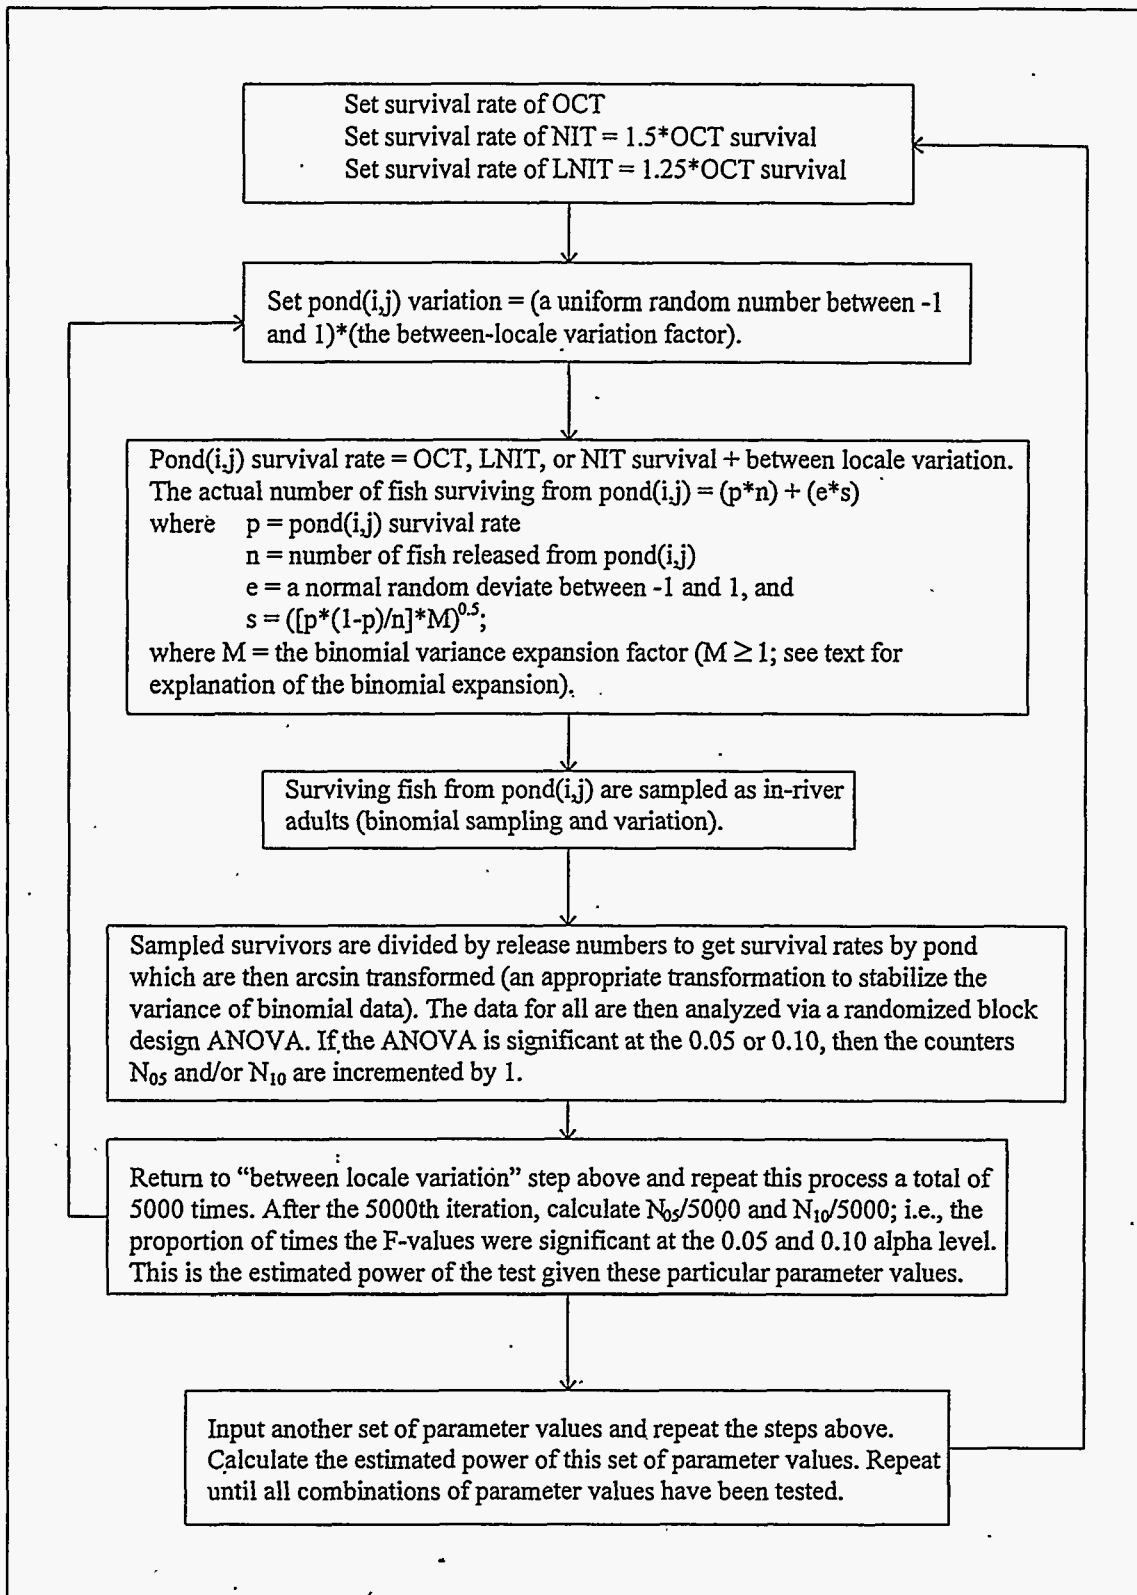 Set survival rate of OCT
Set survival rate of NIT = 1.5*OCT survival
Set survival rate of LNIT = 1.25*OCT survival
Set pond(i,j) variation = (a uniform random number between -1
and 1)*(the between-locale variation factor).
Pond(i,j) survival rate = OCT, LNIT, or NIT survival + between locale variation.
The actual number of fish surviving from pond(i,j) = (p*n) + (e*s)
where p = pond(i,j) survival rate
n = number of fish released from pond(i,j)
e = a normal random deviate between -1 and 1, and
s = ([p*(1-p)/n]*M)^0.5;
where M = the binomial variance expansion factor (M ≥ 1; see text for
explanation of the binomial expansion).
Surviving fish from pond(i,j) are sampled as in-river
adults (binomial sampling and variation).
Sampled survivors are divided by release numbers to get survival rates by pond
which are then arcsin transformed (an appropriate transformation to stabilize the
variance of binomial data). The data for all are then analyzed via a randomized block
design ANOVA. If the ANOVA is significant at the 0.05 or 0.10, then the counters
N05 and/or N10 are incremented by 1.
Return to “between locale variation” step above and repeat this process a total of
5000 times. After the 5000th iteration, calculate N05/5000 and N10/5000; i.e., the
proportion of times the F-values were significant at the 0.05 and 0.10 alpha level.
This is the estimated power of the test given these particular parameter values.
Input another set of parameter values and repeat the steps above.
Calculate the estimated power of this set of parameter values. Repeat
until all combinations of parameter values have been tested.